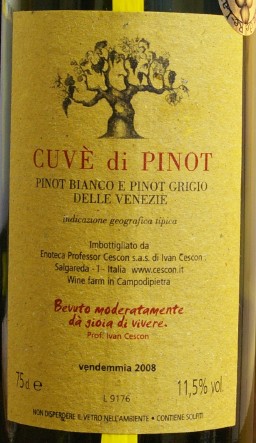 CUVÈ di PINOT
PINOT BIANCO E PINOT GRIGIO
DELLE VENEZIE
indicazione geografica tipica
Imbottigliato da
Enoteca Professor Cescon s.a.s. di Ivan Cescon
Salgareda - I - Italia www.cescon.it
Wine farm in Campodipietra
Bevuto moderatamente
dà gioia di vivere.
Prof. Ivan Cescon
vendemmia 2008
75cl e
11,5% vol.
L 9176
NON DISPERDERE IL VETRO NELL'AMBIENTE • CONTIENE SOLFITI